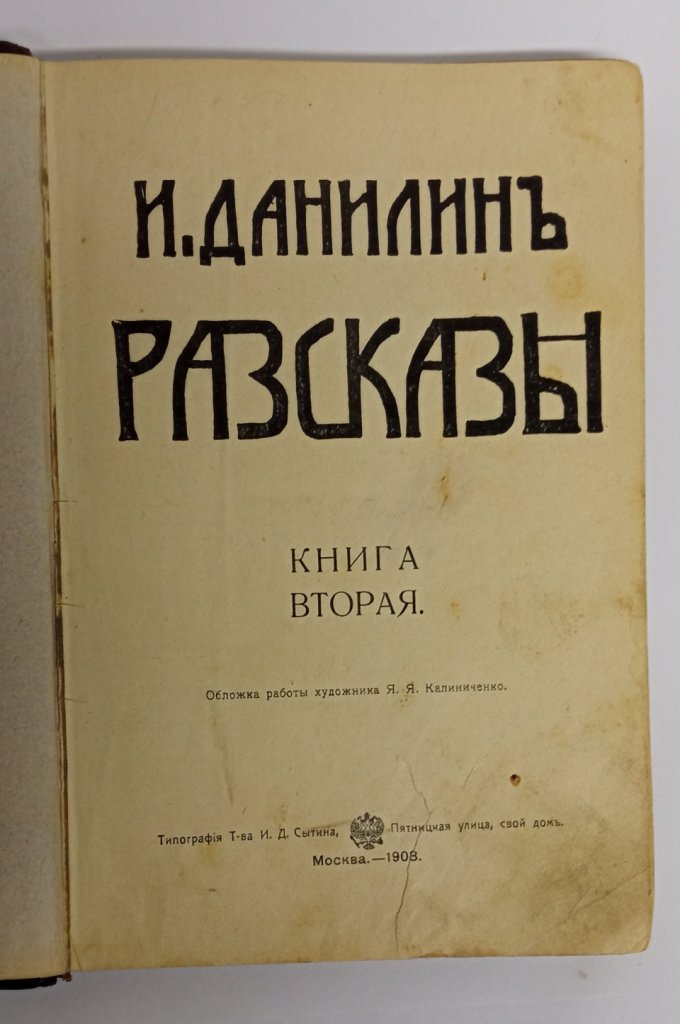 И. ДАНИЛИНЪ
РАЗСКАЗЫ
КНИГА
ВТОРАЯ.
Обложка работы художника Я. Я. Калиниченко.
Типографія Т-ва И. Д. Сытина, Пятницкая улица, свой домъ.
Москва.—1908.